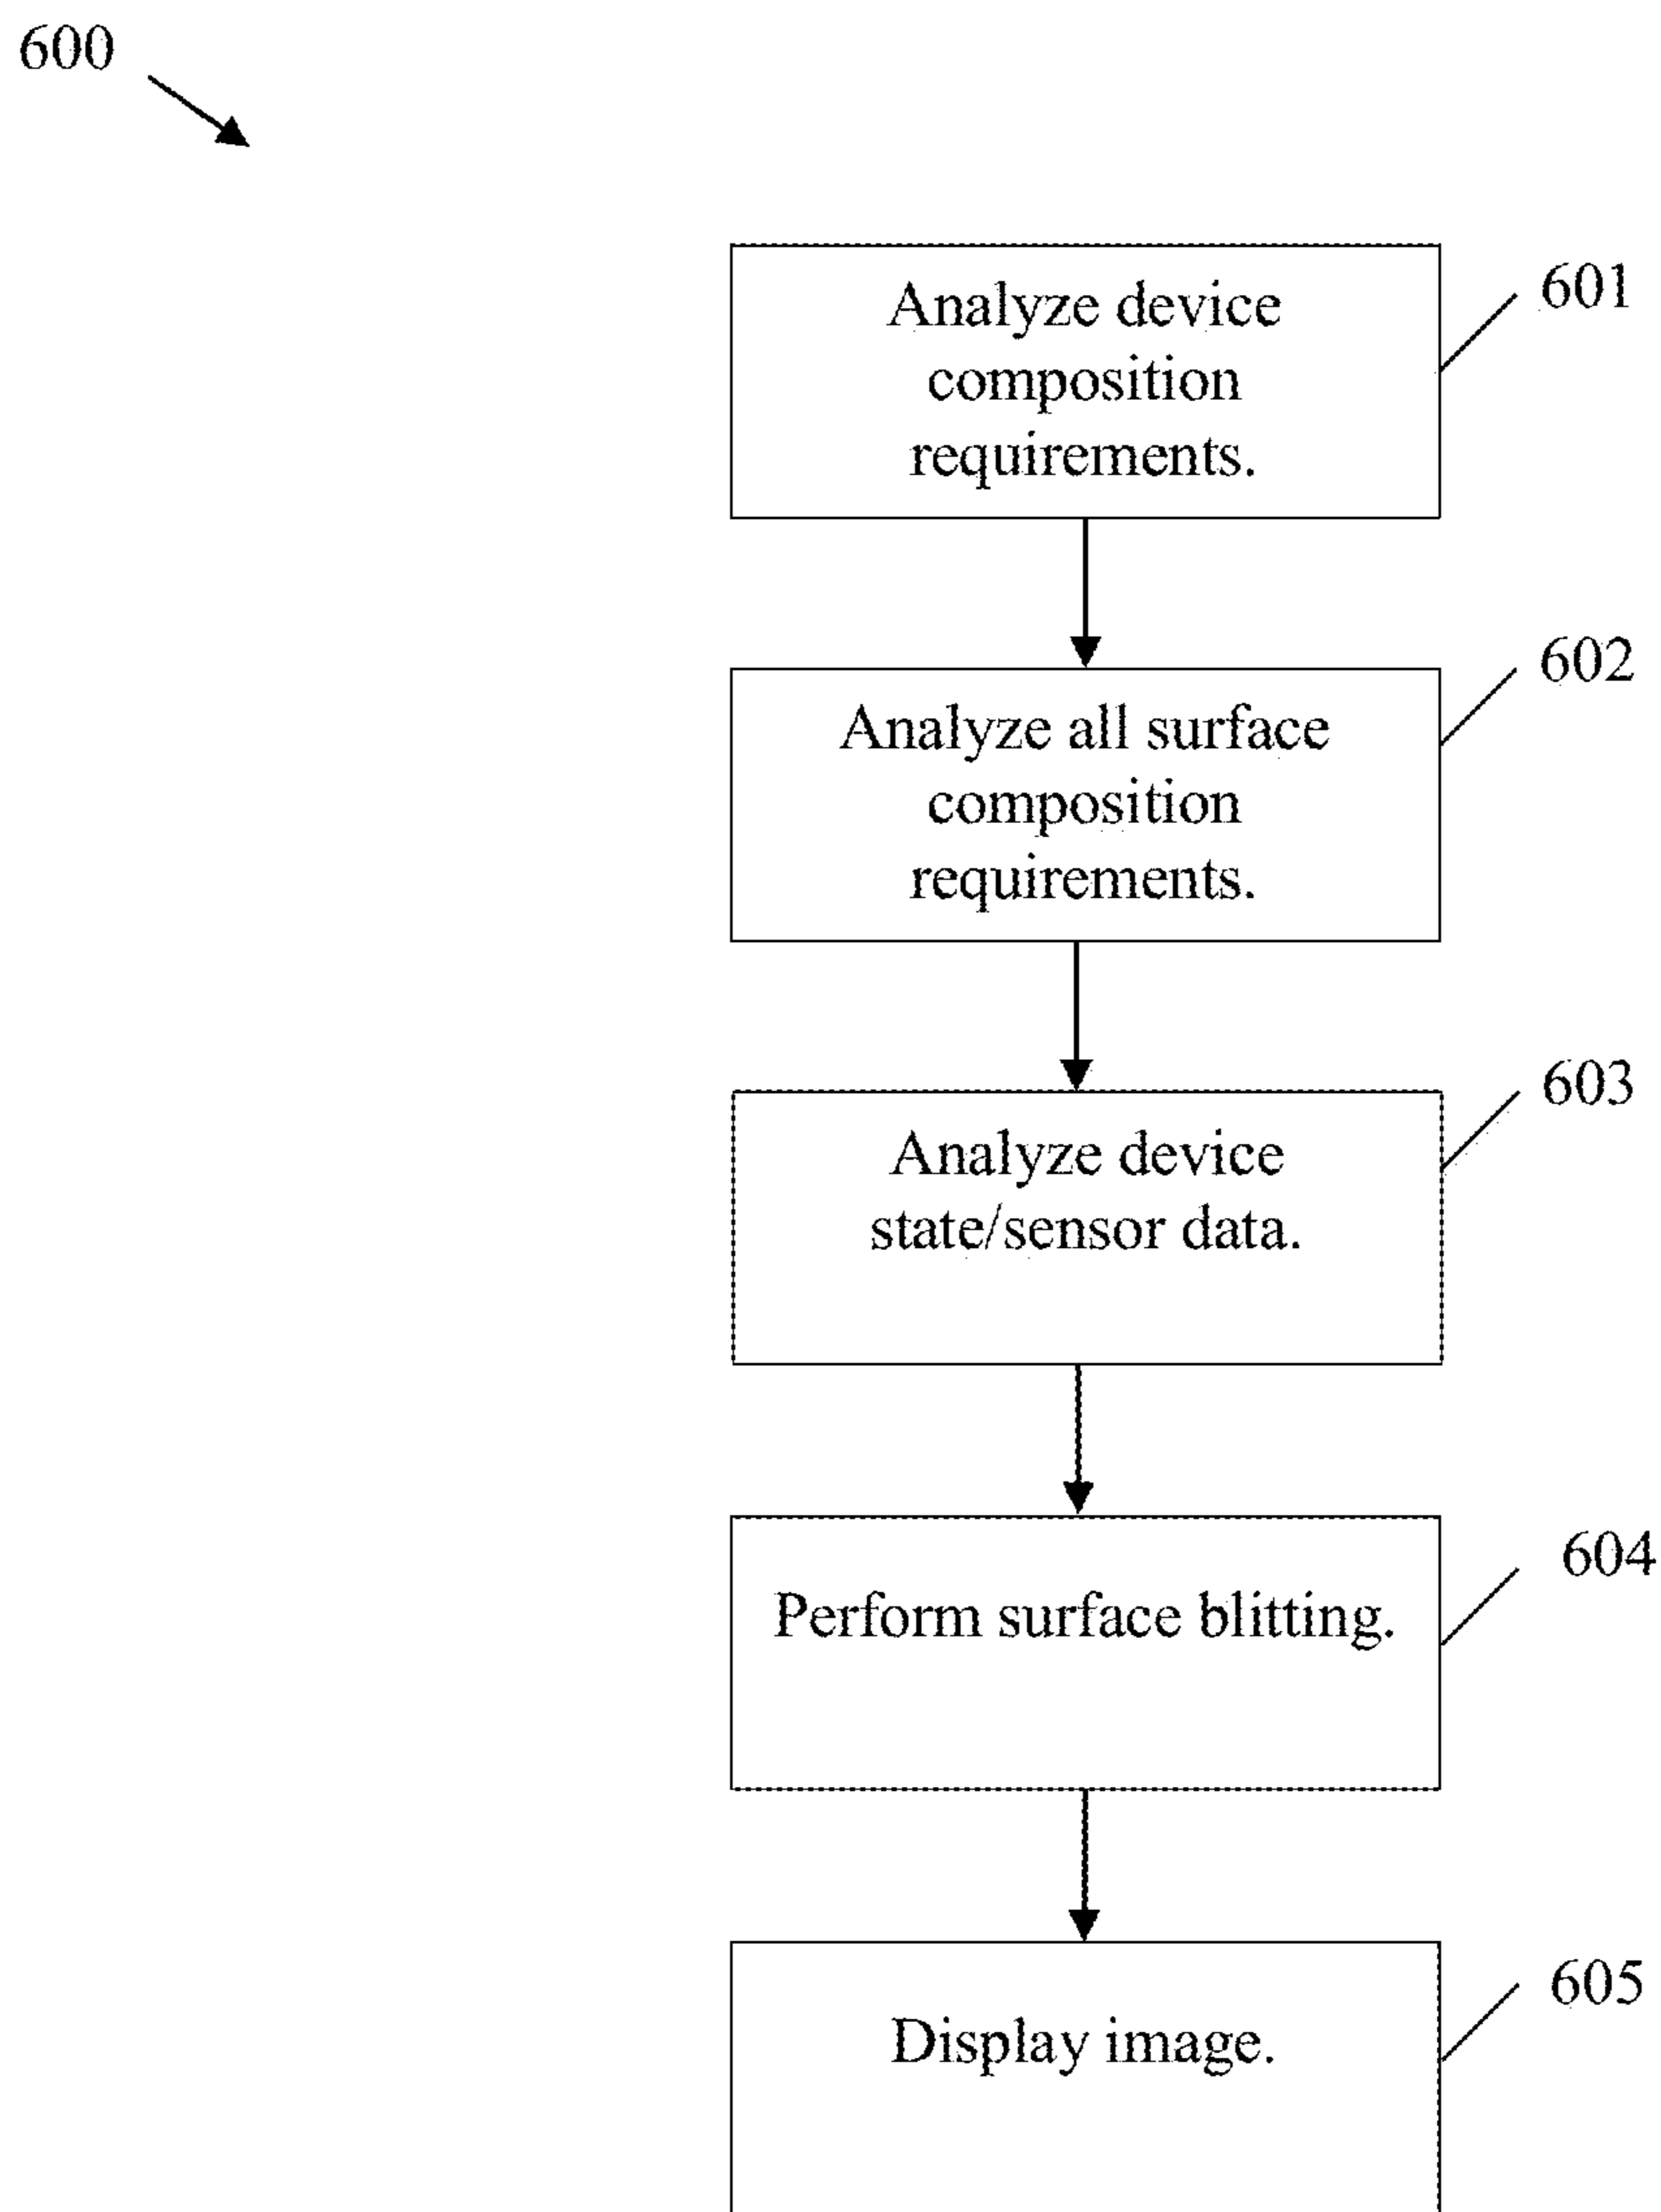 600
601
Analyze device
composition
requirements.
602
Analyze all surface
composition
requirements.
603
Analyze device
state/sensor data.
604
Perform surface blitting.
605
Display image.